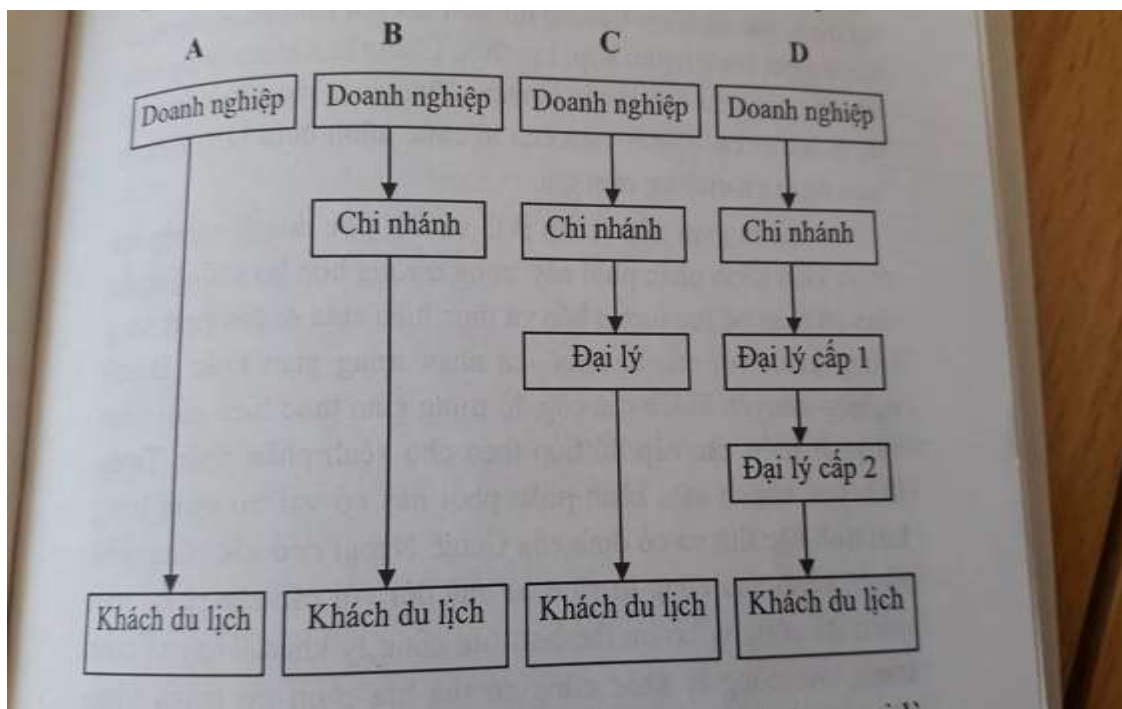 A
B
C
D
Doanh nghiệp
Doanh nghiệp
Doanh nghiệp
Doanh nghiệp
Chi nhánh
Chi nhánh
Chi nhánh
Đại lý
Đại lý cấp 1
Đại lý cấp 2
Khách du lịch
Khách du lịch
Khách du lịch
Khách du lịch